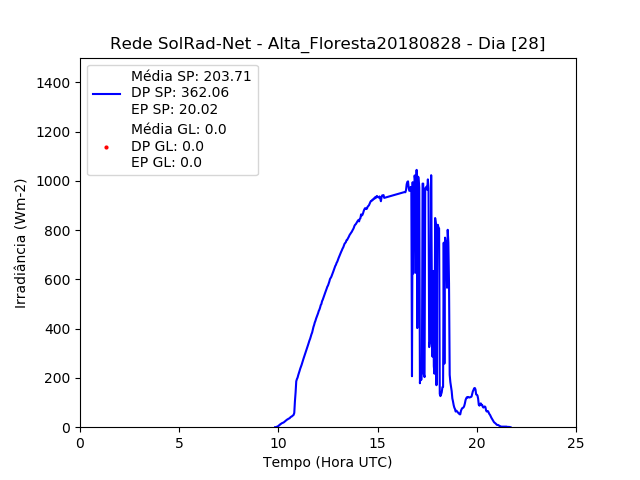 Rede SolRad-Net - Alta_Floresta20180828 - Dia [28]
Média SP: 203.71
DP SP: 362.06
EP SP: 20.02
Média GL: 0.0
DP GL: 0.0
EP GL: 0.0
Irradiância (Wm-2)
1400
1200
1000
800
600
400
200
0
0 5 10 15 20 25
Tempo (Hora UTC)